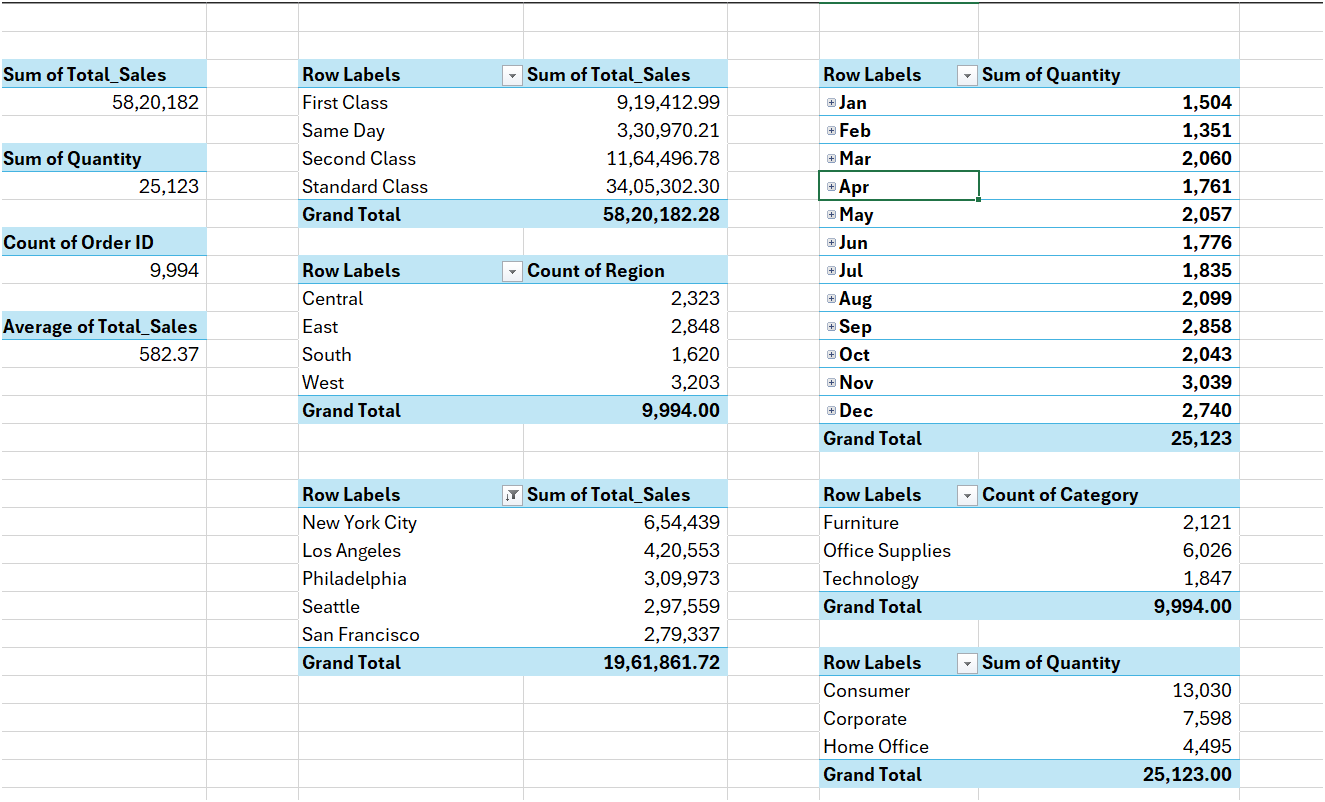 Sum of Total_Sales
58,20,182
Sum of Quantity
25,123
Count of Order ID
9,994
Average of Total_Sales
582.37
Row Labels Sum of Total_Sales
First Class 9,19,412.99
Same Day 3,30,970.21
Second Class 11,64,496.78
Standard Class 34,05,302.30
Grand Total 58,20,182.28
Row Labels Count of Region
Central 2,323
East 2,848
South 1,620
West 3,203
Grand Total 9,994.00
Row Labels Sum of Total_Sales
New York City 6,54,439
Los Angeles 4,20,553
Philadelphia 3,09,973
Seattle 2,97,559
San Francisco 2,79,337
Grand Total 19,61,861.72
Row Labels Sum of Quantity
Jan 1,504
Feb 1,351
Mar 2,060
Apr 1,761
May 2,057
Jun 1,776
Jul 1,835
Aug 2,099
Sep 2,858
Oct 2,043
Nov 3,039
Dec 2,740
Grand Total 25,123
Row Labels Count of Category
Furniture 2,121
Office Supplies 6,026
Technology 1,847
Grand Total 9,994.00
Row Labels Sum of Quantity
Consumer 13,030
Corporate 7,598
Home Office 4,495
Grand Total 25,123.00